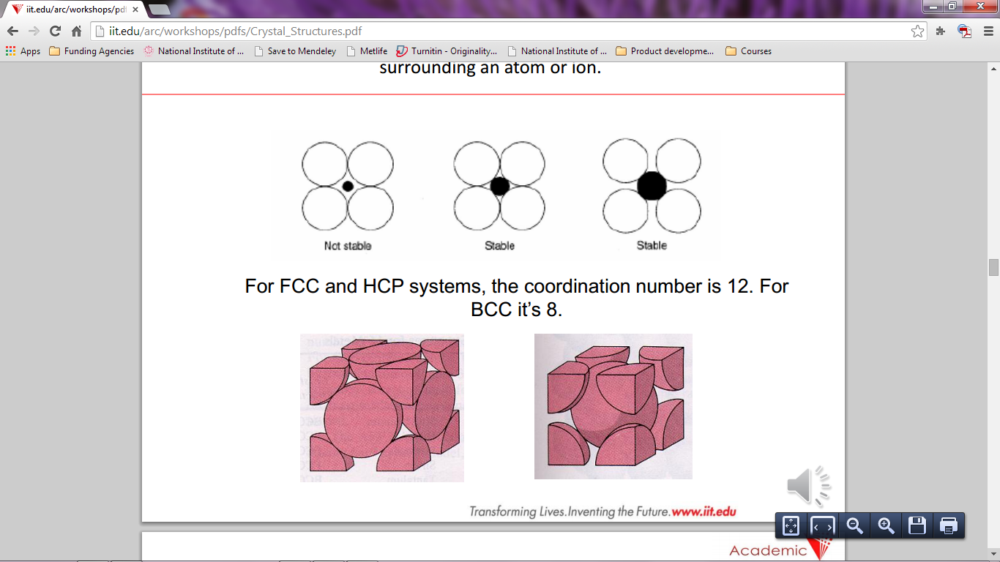 iit.edu/arc/workshops/pdf
iit.edu/arc/workshops/pdfs/Crystal_Structures.pdf
Apps Funding Agencies National Institute of ... Save to Mendeley Metlife Turnitin - Originality... National Institute of ... Product developme... Courses
surrounding an atom or ion.
Not stable Stable Stable
For FCC and HCP systems, the coordination number is 12. For
BCC it's 8.
Transforming Lives.Inventing the Future.www.iit.edu
Academic